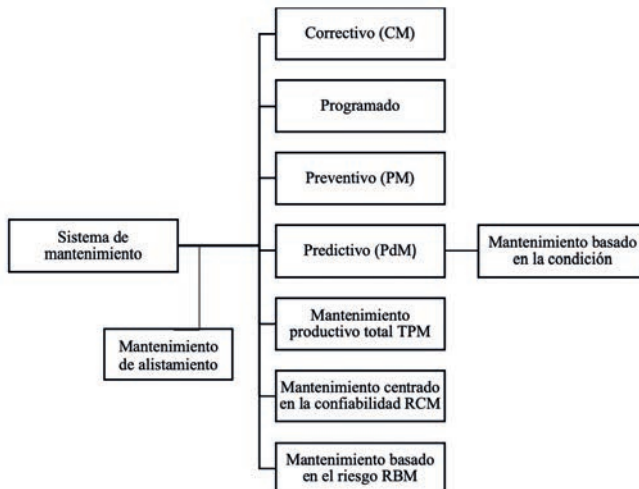 Correctivo (CM)
Programado
Preventivo (PM)
Sistema de
mantenimiento
Predictivo (PdM)
Mantenimiento basado
en la condición
Mantenimiento
de alistamiento
Mantenimiento
productivo total TPM
Mantenimiento centrado
en la confiabilidad RCM
Mantenimiento basado
en el riesgo RBM